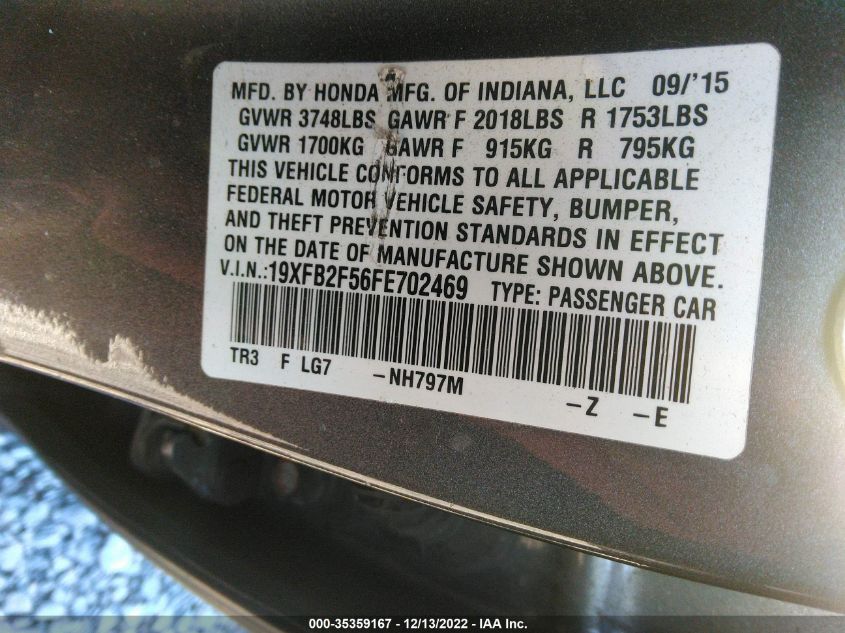 MFD. BY HONDA MFG. OF INDIANA, LLC 09/'15
GVWR 3748LBS GAWR F 2018LBS R 1753LBS
GVWR 1700KG GAWR F 915KG R 795KG
THIS VEHICLE CONFORMS TO ALL APPLICABLE
FEDERAL MOTOR VEHICLE SAFETY, BUMPER,
AND THEFT PREVENTION STANDARDS IN EFFECT
ON THE DATE OF MANUFACTURE SHOWN ABOVE.
V.I.N.:19XFB2F56FE702469 TYPE: PASSENGER CAR
TR3 F LG7 -NH797M -Z -E
000-35359167 - 12/13/2022 - IAA Inc.